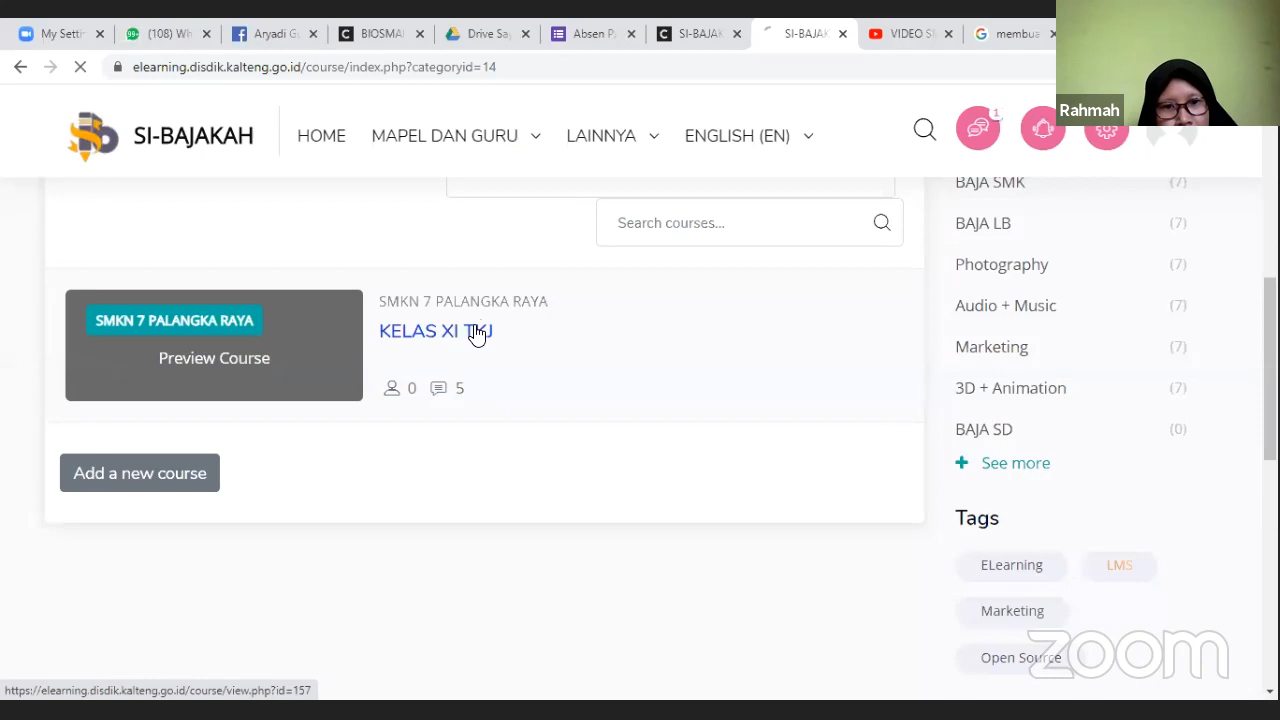 My Setti
(108) Wh
Aryadi Gu
BIOSMA
Drive Sa
Absen P
SI-BAJAK
SI-BAJAK
VIDEO S
membua
elearning.disdik.kalteng.go.id/course/index.php?categoryid=14
Rahmah
SI-BAJAKAH
HOME
MAPEL DAN GURU
LAINNYA
ENGLISH (EN)
1
Search courses...
SMKN 7 PALANGKA RAYA
Preview Course
SMKN 7 PALANGKA RAYA
KELAS XI TKJ
0
5
Add a new course
BAJA SMK (7)
BAJA LB (7)
Photography (7)
Audio + Music (7)
Marketing (7)
3D + Animation (7)
BAJA SD (0)
+ See more
Tags
ELearning
LMS
Marketing
Open Source
zoom
https://elearning.disdik.kalteng.go.id/course/view.php?id=157